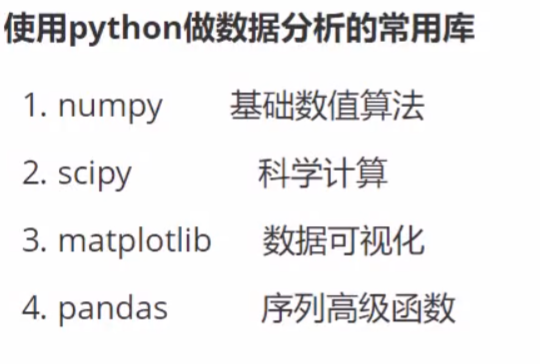 使用python做数据分析的常用库
1. numpy 基础数值算法
2. scipy 科学计算
3. matplotlib 数据可视化
4. pandas 序列高级函数